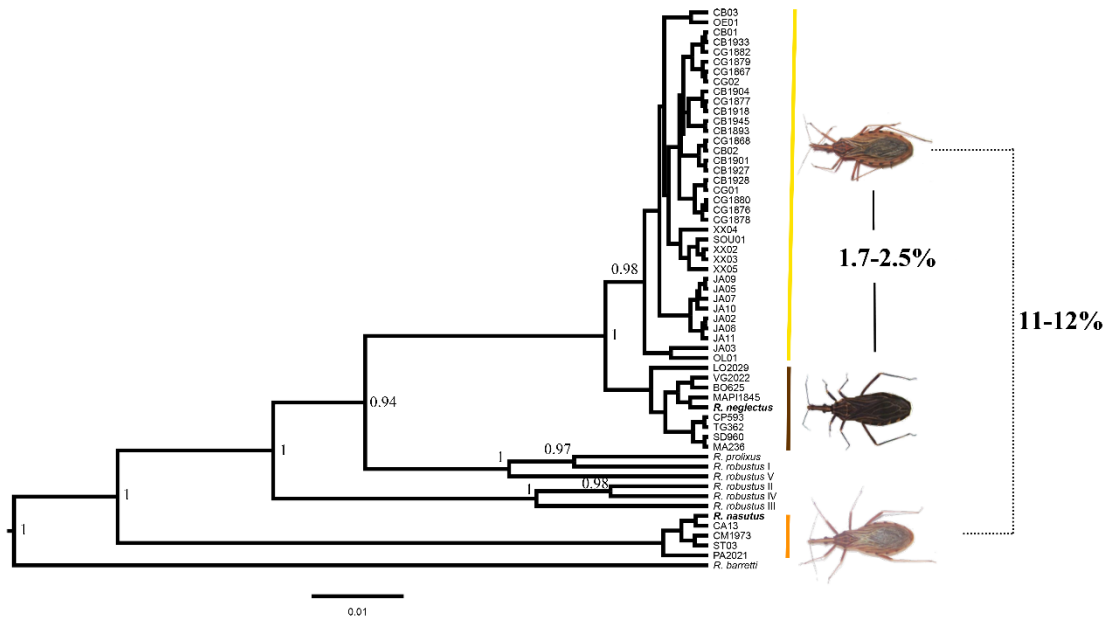 CB03
OE01
CB01
CB1933
CG1882
CG1879
CG1867
CG02
CB1904
CG1877
CB1918
CB1945
CB1893
CG1868
CB02
CB1901
CB1927
CB1928
CG01
CG1880
CG1876
CG1878
XX04
SOU01
XX02
XX03
XX05
JA09
JA05
JA07
JA10
JA02
JA08
JA11
JA03
OL01
LO2029
VG2022
BO625
MAPI1845
R. neglectus
CP593
TG362
SD960
MA236
R. prolixus
R. robustus I
R. robustus V
R. robustus II
R. robustus IV
R. robustus III
R. nasutus
CA13
CM1973
ST03
PA2021
R. barretti
0.98
1
0.94
1
0.97
1
0.98
1
1
1
1.7-2.5%
11-12%
0.01